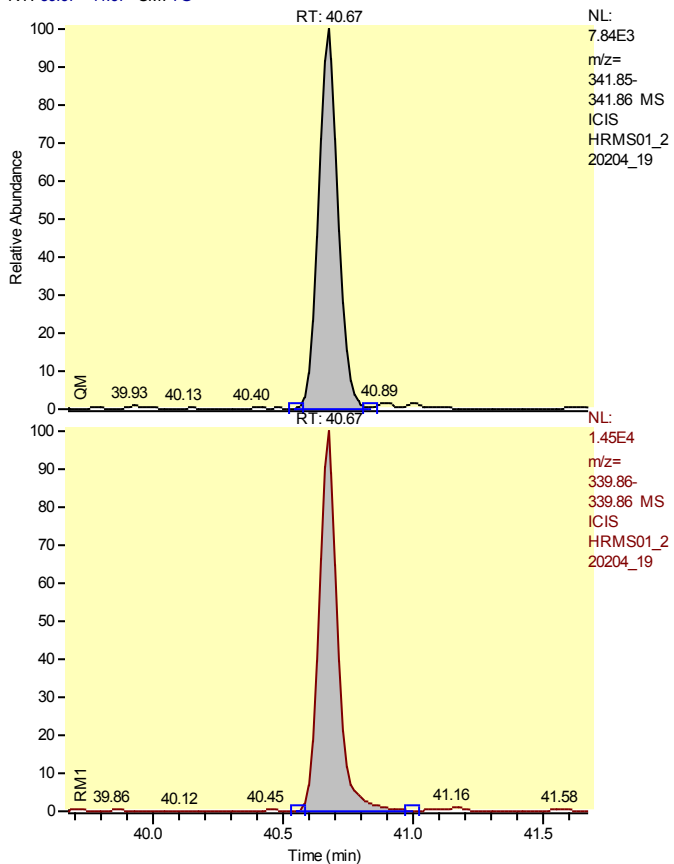 RT: 40.67
NL:
7.84E3
m/z=
341.85-
341.86 MS
ICIS
HRMS01_2
20204_19
100
90
80
70
60
50
40
30
20
10
0
Relative Abundance
QM
39.93
40.13
40.40
40.89
RT: 40.67
NL:
1.45E4
m/z=
339.86-
339.86 MS
ICIS
HRMS01_2
20204_19
100
90
80
70
60
50
40
30
20
10
0
RM1
39.86
40.12
40.45
41.16
41.58
40.0
40.5
41.0
41.5
Time (min)